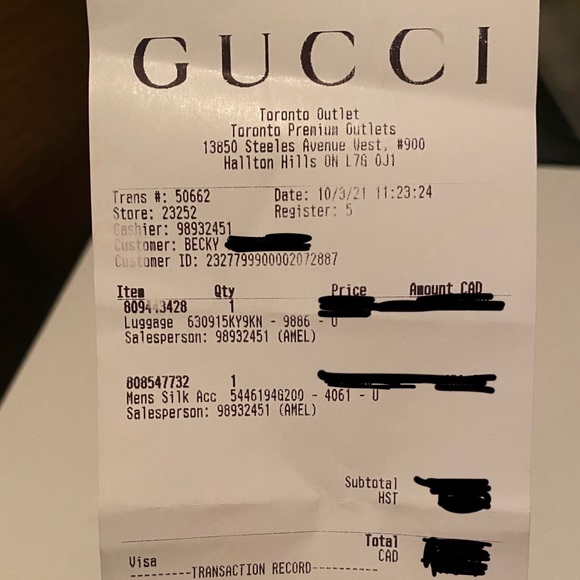 GUCCI
Toronto Outlet
Toronto Premium Outlets
13850 Steeles Avenue West, #900
Hallton Hills ON L7G 0J1
Trans #: 50662 Date: 10/3/21 11:23:24
Store: 23252 Register: 5
Cashier: 98932451
Customer: BECKY
Customer ID: 2327799900002072887
Item Qty Price Amount CAD
1
Luggage 630915KY9KN - 9886 - U
Salesperson: 98932451 (AMEL)
808547732 1
Mens Silk Acc 5446194G200 - 4061 - U
Salesperson: 98932451 (AMEL)
Subtotal
HST
Total
Visa CAD
---------TRANSACTION RECORD----------